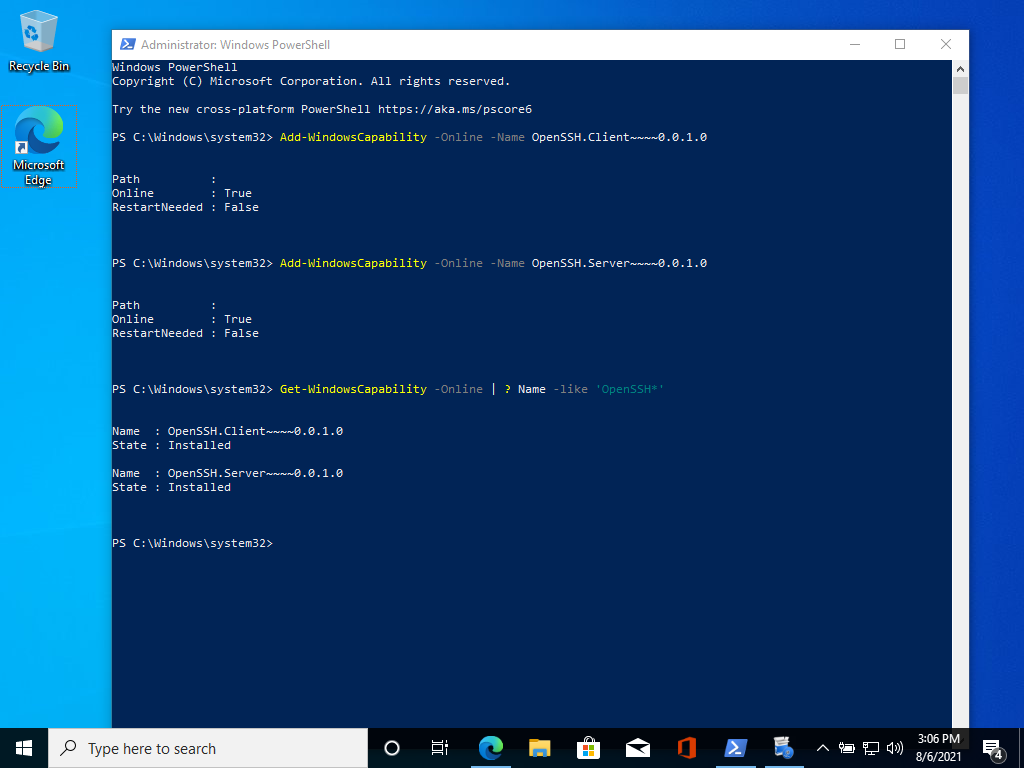 Recycle Bin
Microsoft
Edge
Administrator: Windows PowerShell
Windows PowerShell
Copyright (C) Microsoft Corporation. All rights reserved.
Try the new cross-platform PowerShell https://aka.ms/pscore6
PS C:\Windows\system32> Add-WindowsCapability -Online -Name OpenSSH.Client~~~~0.0.1.0
Path          :
Online        : True
RestartNeeded : False
PS C:\Windows\system32> Add-WindowsCapability -Online -Name OpenSSH.Server~~~~0.0.1.0
Path          :
Online        : True
RestartNeeded : False
PS C:\Windows\system32> Get-WindowsCapability -Online | ? Name -like 'OpenSSH*'
Name  : OpenSSH.Client~~~~0.0.1.0
State : Installed
Name  : OpenSSH.Server~~~~0.0.1.0
State : Installed
PS C:\Windows\system32>
Type here to search
3:06 PM
8/6/2021
4